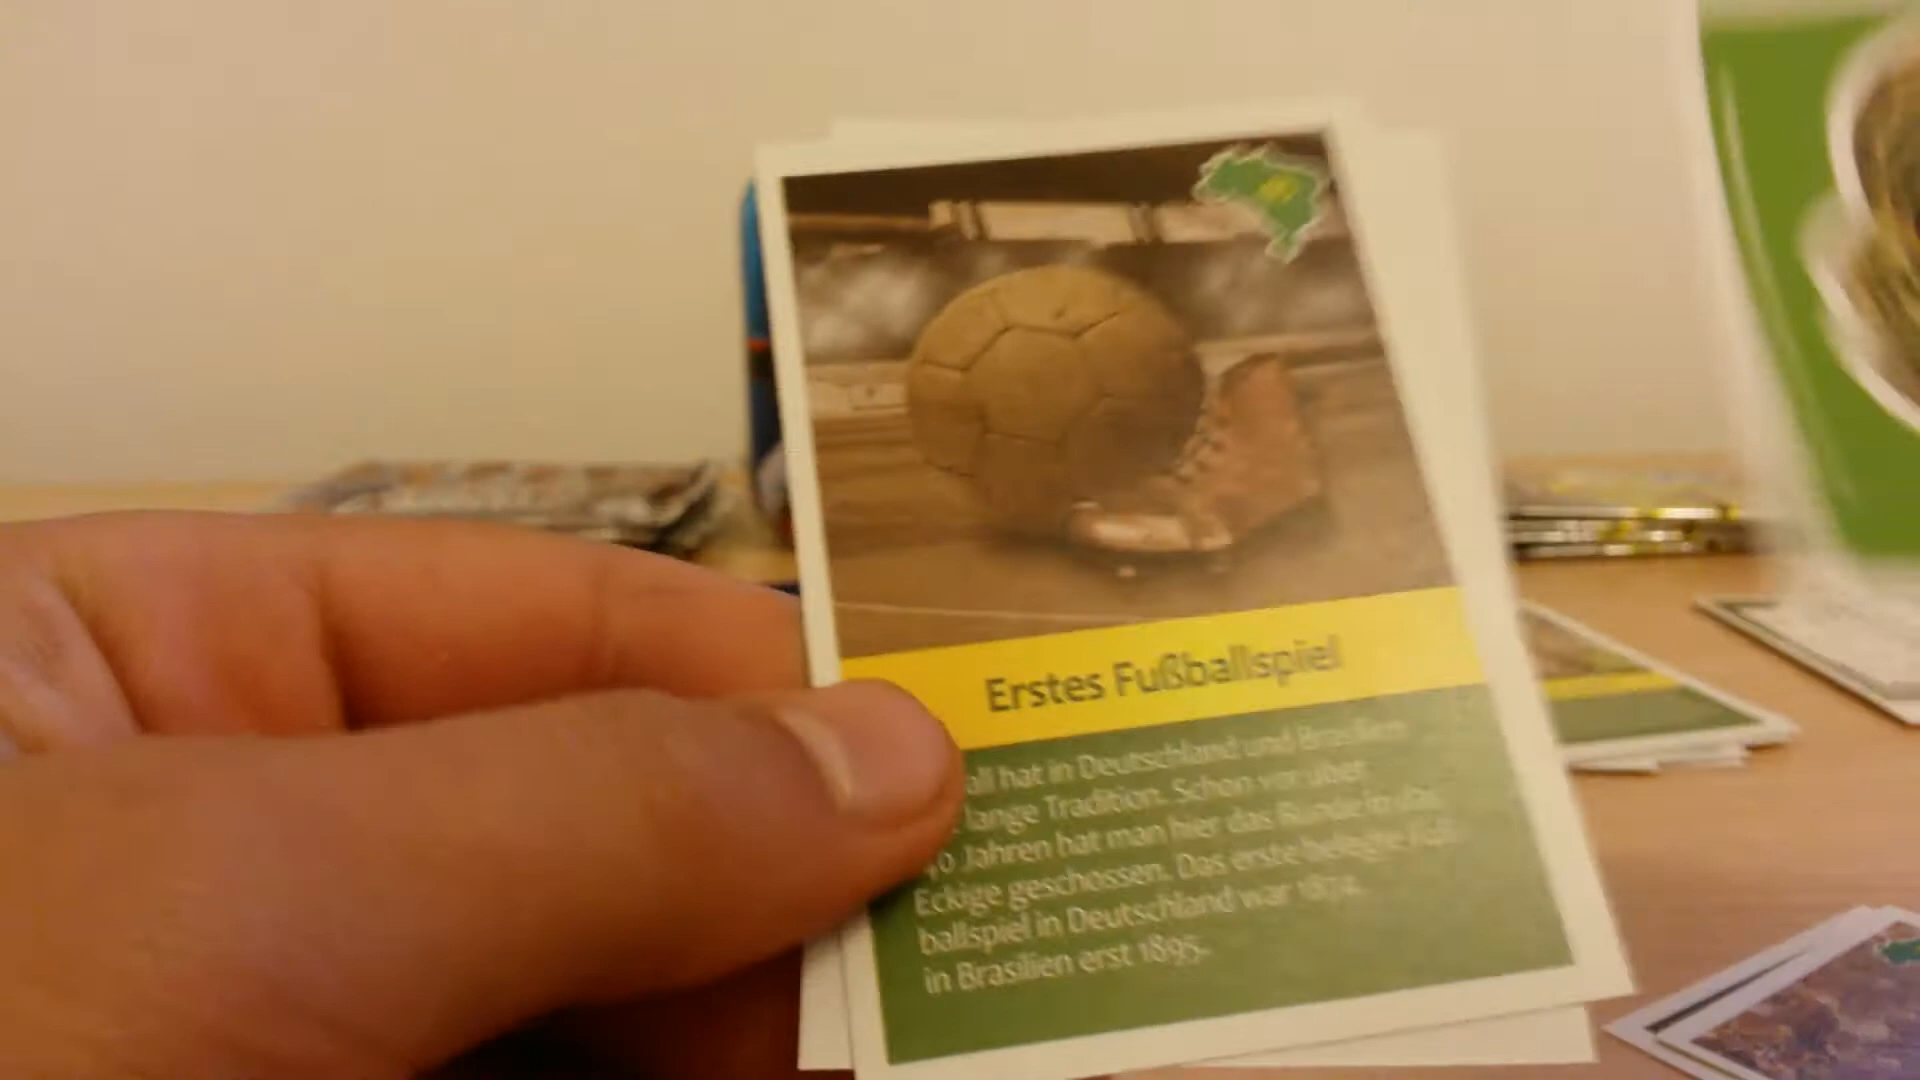 Erstes Fußballspiel
all hat in Deutschland und Brasilien
lange Tradition. Schon vor über
40 Jahren hat man hier das Runde in das
Eckige geschossen. Das erste belegte Fuß-
ballspiel in Deutschland war 1874,
in Brasilien erst 1895.